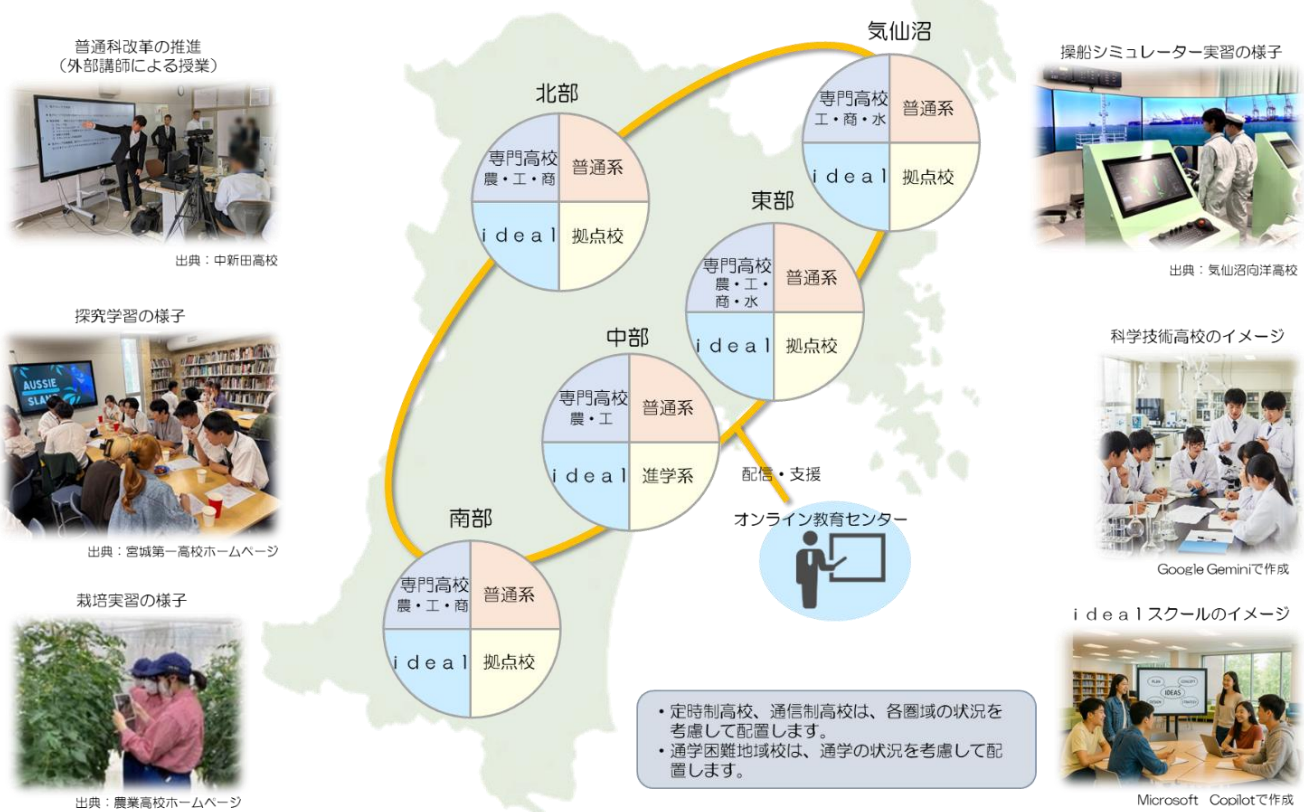 普通科改革の推進
（外部講師による授業）
出典：中新田高校
探究学習の様子
AUSSIE
出典：宮城第一高校ホームページ
栽培実習の様子
出典：農業高校ホームページ
気仙沼
専門高校
工・商・水
普通系
ｉｄｅａｌ
拠点校
北部
専門高校
農・工・商
普通系
ｉｄｅａｌ
拠点校
東部
専門高校
農・工・
商・水
普通系
ｉｄｅａｌ
拠点校
中部
専門高校
農・工
普通系
ｉｄｅａｌ
進学系
南部
専門高校
農・工・商
普通系
ｉｄｅａｌ
拠点校
配信・支援
オンライン教育センター
・定時制高校、通信制高校は、各圏域の状況を
考慮して配置します。
・通学困難地域校は、通学の状況を考慮して配
置します。
操船シミュレーター実習の様子
出典：気仙沼向洋高校
科学技術高校のイメージ
Google Geminiで作成
ｉｄｅａｌスクールのイメージ
PLAN
CONCEPT
IDEAS
Microsoft Copilotで作成